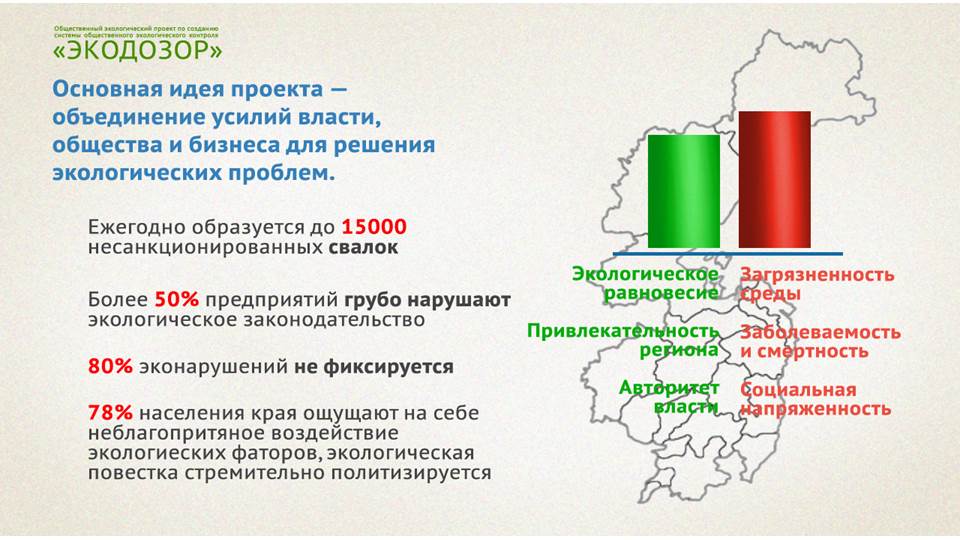 Общественный экологический проект по созданию
системы общественного экологического контроля
«ЭКОДОЗОР»
Основная идея проекта —
объединение усилий власти,
общества и бизнеса для решения
экологических проблем.
Ежегодно образуется до 15000
несанкционированных свалок
Более 50% предприятий грубо нарушают
экологическое законодательство
80% эконарушений не фиксируется
78% населения края ощущают на себе
неблагопритяное воздействие
экологиеских фаторов, экологическая
повестка стремительно политизируется
Экологическое
равновесие
Привлекательность
региона
Авторитет
власти
Загрязненность
среды
Заболеваемость
и смертность
Социальная
напряженность